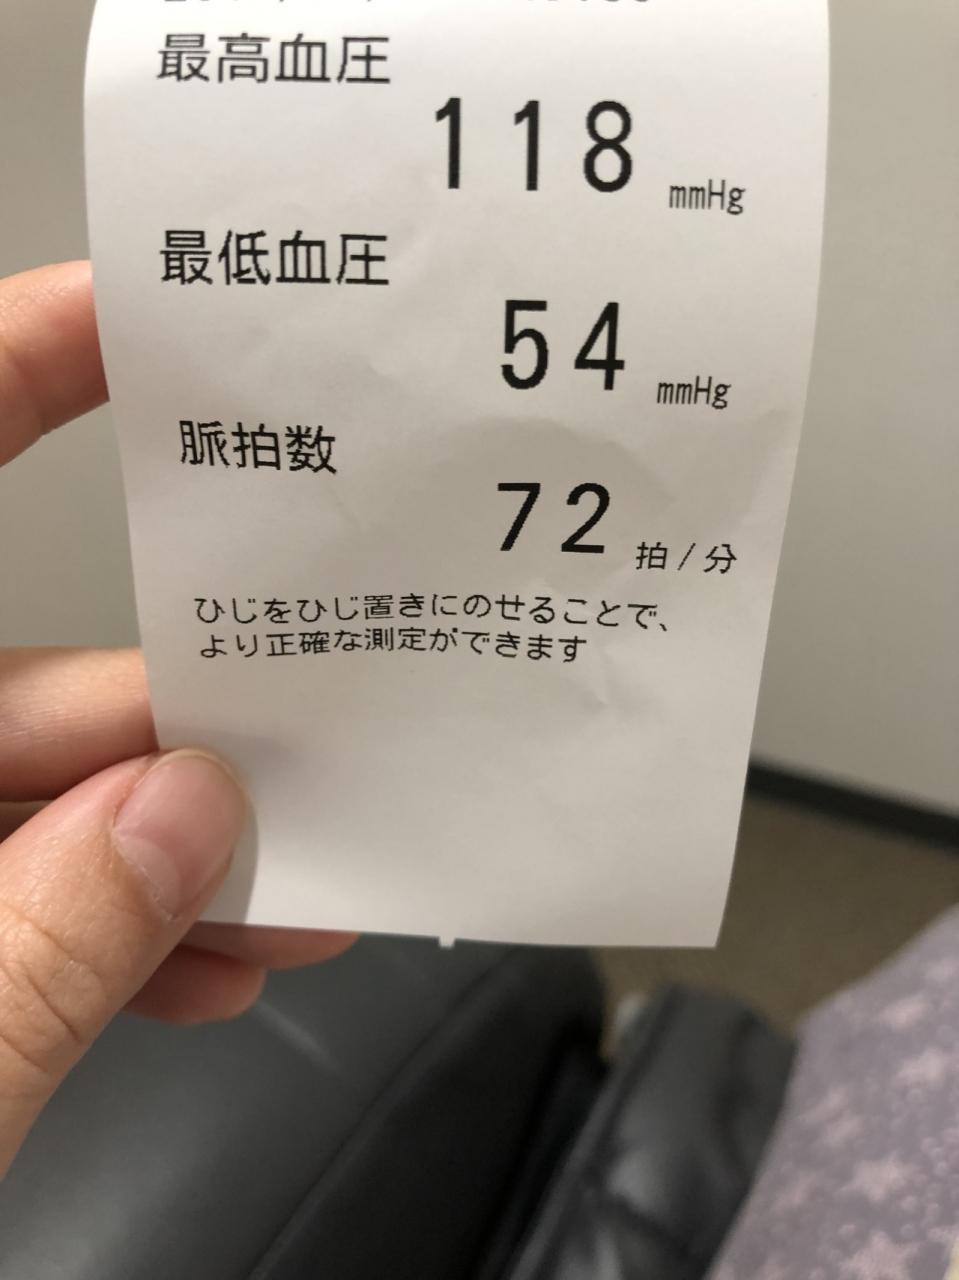 最高血圧
118 mmHg
最低血圧
54 mmHg
脈拍数
72 拍/分
ひじをひじ置きにのせることで、
より正確な測定ができます